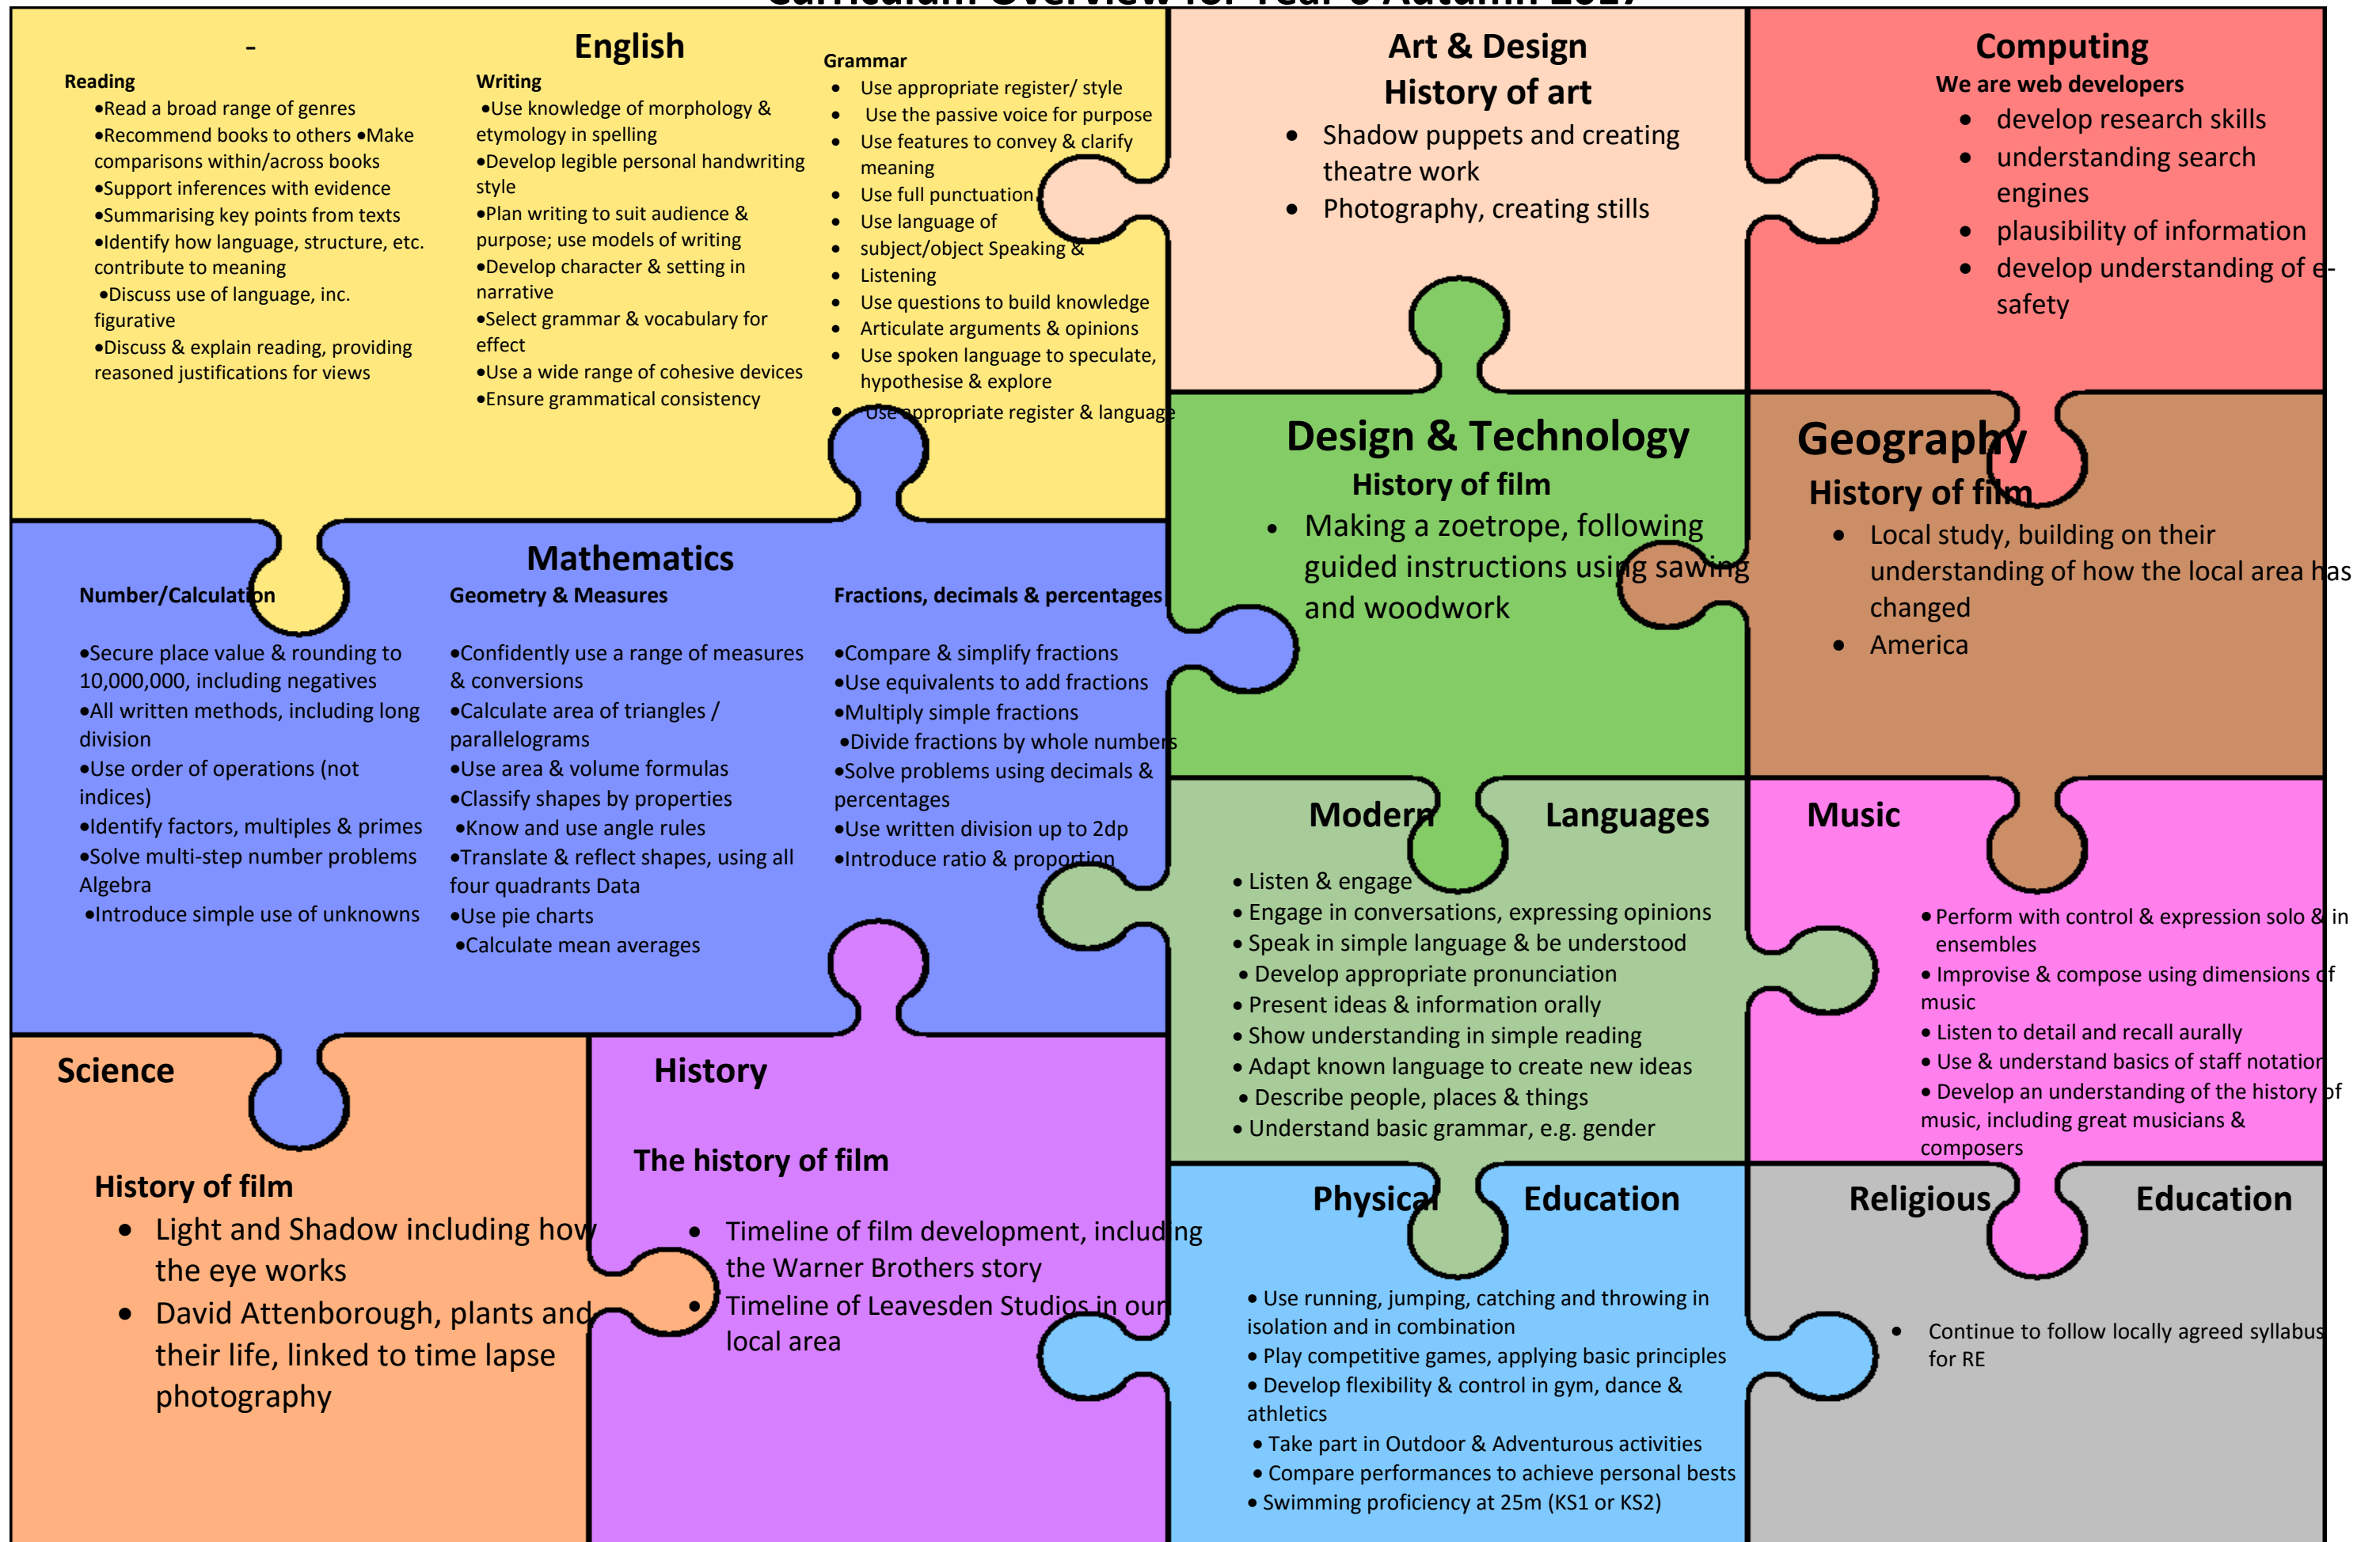 Curriculum Overview for Year 6 Autumn 2017
-
English
Reading
•Read a broad range of genres
•Recommend books to others •Make
comparisons within/across books
•Support inferences with evidence
•Summarising key points from texts
•Identify how language, structure, etc.
contribute to meaning
•Discuss use of language, inc.
figurative
•Discuss & explain reading, providing
reasoned justifications for views
Writing
•Use knowledge of morphology &
etymology in spelling
•Develop legible personal handwriting
style
•Plan writing to suit audience &
purpose; use models of writing
•Develop character & setting in
narrative
•Select grammar & vocabulary for
effect
•Use a wide range of cohesive devices
•Ensure grammatical consistency
Grammar
• Use appropriate register/ style
• Use the passive voice for purpose
• Use features to convey & clarify
meaning
• Use full punctuation
• Use language of
• subject/object Speaking &
• Listening
• Use questions to build knowledge
• Articulate arguments & opinions
• Use spoken language to speculate,
hypothesise & explore
• Use appropriate register & language
Art & Design
History of art
• Shadow puppets and creating
theatre work
• Photography, creating stills
Computing
We are web developers
• develop research skills
• understanding search
engines
• plausibility of information
• develop understanding of e-
safety
Mathematics
Number/Calculation
•Secure place value & rounding to
10,000,000, including negatives
•All written methods, including long
division
•Use order of operations (not
indices)
•Identify factors, multiples & primes
•Solve multi-step number problems
Algebra
•Introduce simple use of unknowns
Geometry & Measures
•Confidently use a range of measures
& conversions
•Calculate area of triangles /
parallelograms
•Use area & volume formulas
•Classify shapes by properties
•Know and use angle rules
•Translate & reflect shapes, using all
four quadrants Data
•Use pie charts
•Calculate mean averages
Fractions, decimals & percentages
•Compare & simplify fractions
•Use equivalents to add fractions
•Multiply simple fractions
•Divide fractions by whole numbers
•Solve problems using decimals &
percentages
•Use written division up to 2dp
•Introduce ratio & proportion
Design & Technology
History of film
• Making a zoetrope, following
guided instructions using sawing
and woodwork
Geography
History of film
• Local study, building on their
understanding of how the local area has
changed
• America
Modern Languages
• Listen & engage
• Engage in conversations, expressing opinions
• Speak in simple language & be understood
• Develop appropriate pronunciation
• Present ideas & information orally
• Show understanding in simple reading
• Adapt known language to create new ideas
• Describe people, places & things
• Understand basic grammar, e.g. gender
Music
• Perform with control & expression solo & in
ensembles
• Improvise & compose using dimensions of
music
• Listen to detail and recall aurally
• Use & understand basics of staff notation
• Develop an understanding of the history of
music, including great musicians &
composers
Science
History of film
• Light and Shadow including how
the eye works
• David Attenborough, plants and
their life, linked to time lapse
photography
History
The history of film
• Timeline of film development, including
the Warner Brothers story
• Timeline of Leavesden Studios in our
local area
Physical Education
• Use running, jumping, catching and throwing in
isolation and in combination
• Play competitive games, applying basic principles
• Develop flexibility & control in gym, dance &
athletics
• Take part in Outdoor & Adventurous activities
• Compare performances to achieve personal bests
• Swimming proficiency at 25m (KS1 or KS2)
Religious Education
• Continue to follow locally agreed syllabus
for RE